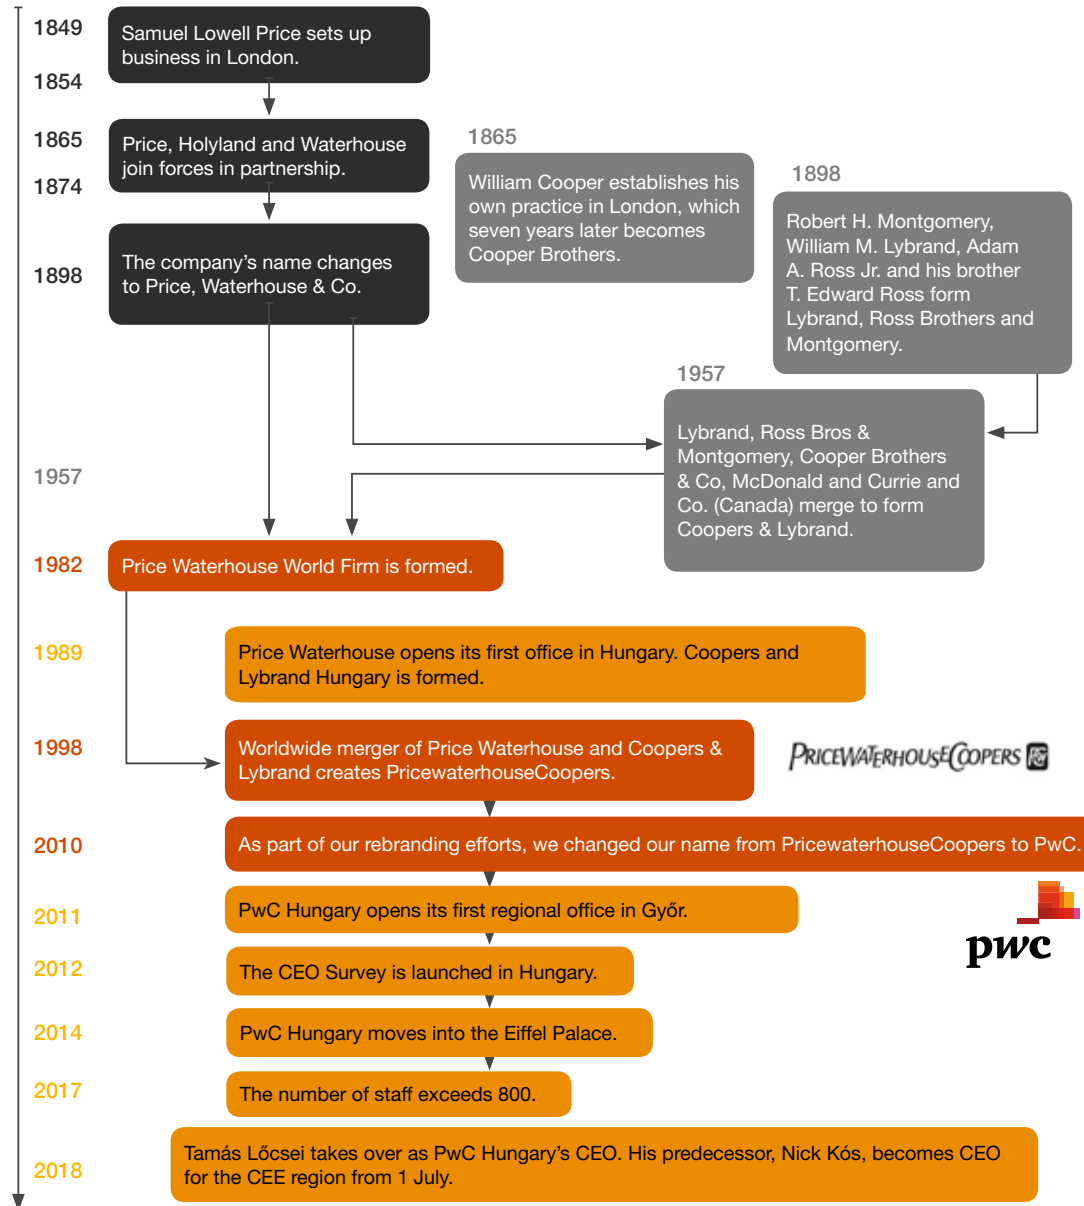 1849
Samuel Lowell Price sets up
business in London.
1854
1865
Price, Holyland and Waterhouse
join forces in partnership.
1874
1865
William Cooper establishes his
own practice in London, which
seven years later becomes
Cooper Brothers.
1898
Robert H. Montgomery,
William M. Lybrand, Adam
A. Ross Jr. and his brother
T. Edward Ross form
Lybrand, Ross Brothers and
Montgomery.
1898
The company's name changes
to Price, Waterhouse & Co.
1957
Lybrand, Ross Bros &
Montgomery, Cooper Brothers
& Co, McDonald and Currie and
Co. (Canada) merge to form
Coopers & Lybrand.
1957
1982
Price Waterhouse World Firm is formed.
1989
Price Waterhouse opens its first office in Hungary. Coopers and
Lybrand Hungary is formed.
1998
Worldwide merger of Price Waterhouse and Coopers &
Lybrand creates PricewaterhouseCoopers.
PRICEWATERHOUSECOOPERS
2010
As part of our rebranding efforts, we changed our name from PricewaterhouseCoopers to PwC.
2011
PwC Hungary opens its first regional office in Győr.
pwc
2012
The CEO Survey is launched in Hungary.
2014
PwC Hungary moves into the Eiffel Palace.
2017
The number of staff exceeds 800.
2018
Tamás Lőcsei takes over as PwC Hungary's CEO. His predecessor, Nick Kós, becomes CEO
for the CEE region from 1 July.